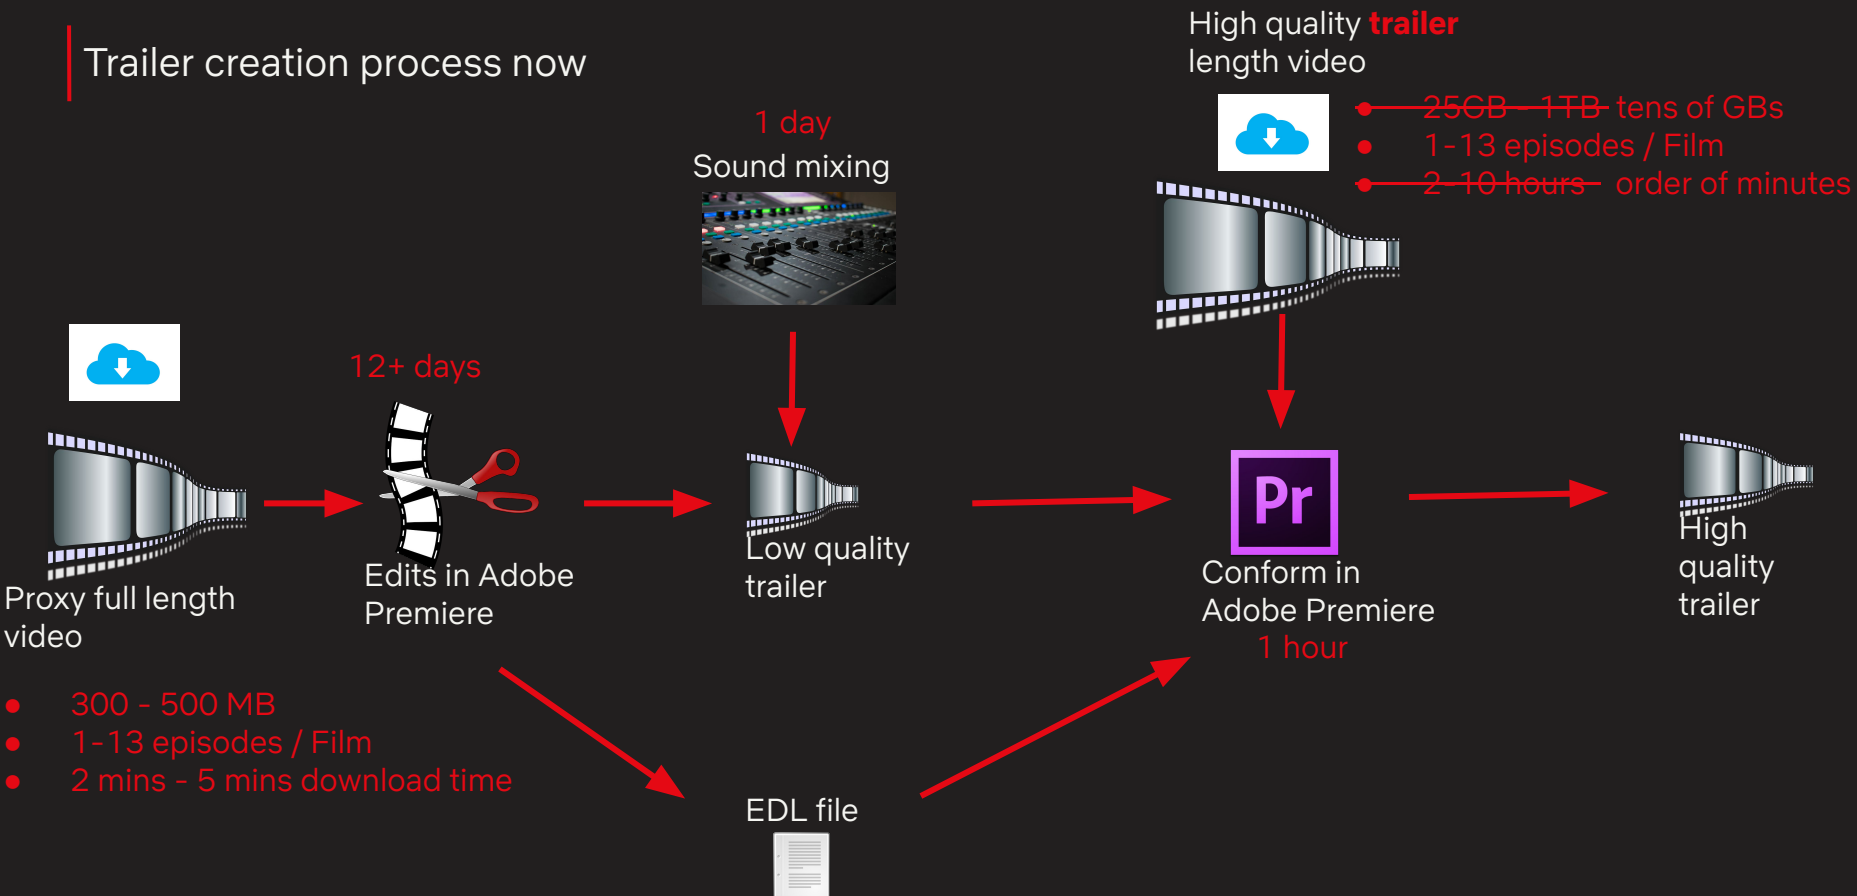 Trailer creation process now
High quality trailer
length video
25GB - 1TB tens of GBs
1-13 episodes / Film
2-10 hours order of minutes
1 day
Sound mixing
12+ days
Proxy full length
video
300 - 500 MB
1-13 episodes / Film
2 mins - 5 mins download time
Edits in Adobe
Premiere
Low quality
trailer
Pr
Conform in
Adobe Premiere
1 hour
High
quality
trailer
EDL file